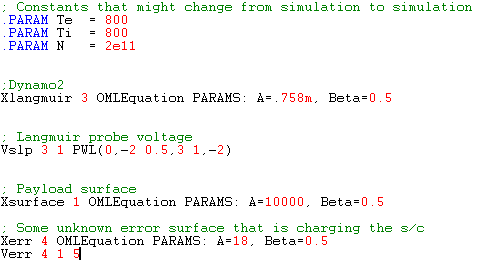 ; Constants that might change from simulation to simulation
.PARAM Te = 800
.PARAM Ti = 800
.PARAM N = 2e11
;Dynamo2
Xlangmuir 3 OMLEquation PARAMS: A=.758m, Beta=0.5
; Langmuir probe voltage
Vslp 3 1 PWL(0,-2 0.5,3 1,-2)
; Payload surface
Xsurface 1 OMLEquation PARAMS: A=10000, Beta=0.5
; Some unknown error surface that is charging the s/c
Xerr 4 OMLEquation PARAMS: A=18, Beta=0.5
Verr 4 1 5